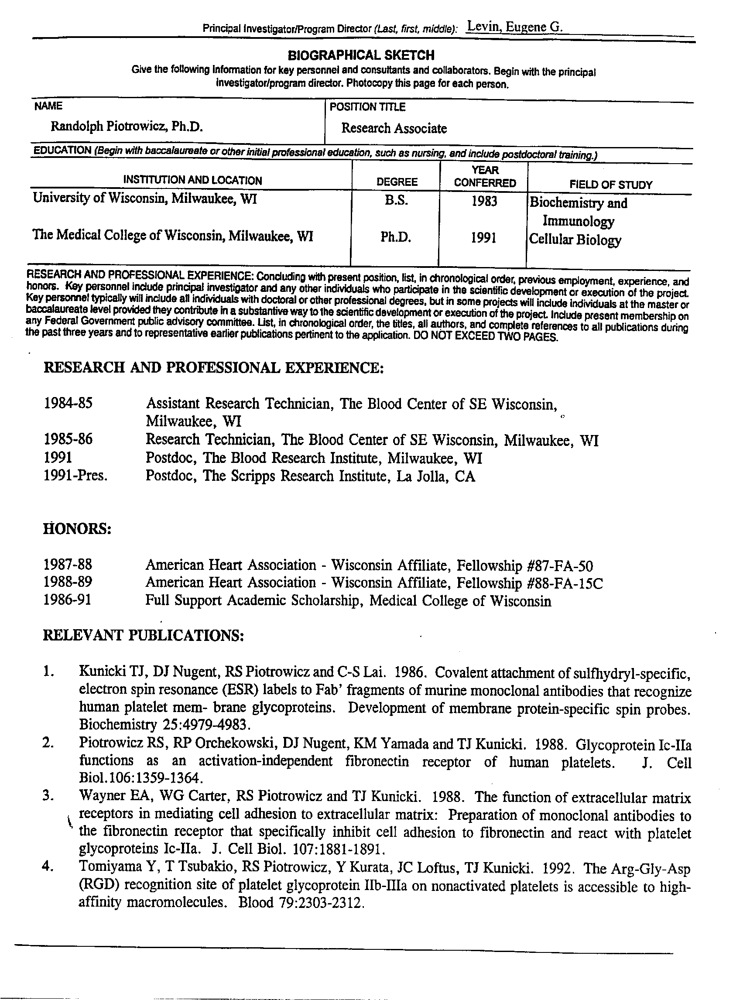 Principal Investigator/Program Director (Last, first, middle): Levin, Eugene G.
BIOGRAPHICAL SKETCH
Give the following information for key personnel and consultants and collaborators. Begin with the principal
investigator/program director. Photocopy this page for each person.
NAME
POSITION TITLE
Randolph Piotrowicz, Ph.D.
Research Associate
EDUCATION (Begin with baccalaureate or other initial professional education, such as nursing, and include postdoctoral training.)
INSTITUTION AND LOCATION
DEGREE
YEAR
CONFERRED
FIELD OF STUDY
University of Wisconsin, Milwaukee, WI
B.S.
1983
Biochemistry and
Immunology
The Medical College of Wisconsin, Milwaukee, WI
Ph.D.
1991
Cellular Biology
RESEARCH AND PROFESSIONAL EXPERIENCE: Concluding with present position, list, in chronological order, previous employment, experience, and
honors. Key personnel include principal investigator and any other individuals who participate in the scientific development or execution of the project.
Key personnel typically will include all individuals with doctoral or other professional degrees, but in some projects will include individuals at the master or
baccalaureate level provided they contribute in a substantive way to the scientific development or execution of the project. Include present membership on
any Federal Government public advisory committee. List, in chronological order, the titles, all authors, and complete references to all publications during
the past three years and to representative earlier publications pertinent to the application. DO NOT EXCEED TWO PAGES.
RESEARCH AND PROFESSIONAL EXPERIENCE:
1984-85 Assistant Research Technician, The Blood Center of SE Wisconsin,
Milwaukee, WI
1985-86 Research Technician, The Blood Center of SE Wisconsin, Milwaukee, WI
1991 Postdoc, The Blood Research Institute, Milwaukee, WI
1991-Pres. Postdoc, The Scripps Research Institute, La Jolla, CA
HONORS:
1987-88 American Heart Association - Wisconsin Affiliate, Fellowship #87-FA-50
1988-89 American Heart Association - Wisconsin Affiliate, Fellowship #88-FA-15C
1986-91 Full Support Academic Scholarship, Medical College of Wisconsin
RELEVANT PUBLICATIONS:
1. Kunicki TJ, DJ Nugent, RS Piotrowicz and C-S Lai. 1986. Covalent attachment of sulfhydryl-specific,
electron spin resonance (ESR) labels to Fab' fragments of murine monoclonal antibodies that recognize
human platelet mem- brane glycoproteins. Development of membrane protein-specific spin probes.
Biochemistry 25:4979-4983.
2. Piotrowicz RS, RP Orchekowski, DJ Nugent, KM Yamada and TJ Kunicki. 1988. Glycoprotein Ic-IIa
functions as an activation-independent fibronectin receptor of human platelets. J. Cell
Biol.106:1359-1364.
3. Wayner EA, WG Carter, RS Piotrowicz and TJ Kunicki. 1988. The function of extracellular matrix
receptors in mediating cell adhesion to extracellular matrix: Preparation of monoclonal antibodies to
the fibronectin receptor that specifically inhibit cell adhesion to fibronectin and react with platelet
glycoproteins Ic-IIa. J. Cell Biol. 107:1881-1891.
4. Tomiyama Y, T Tsubakio, RS Piotrowicz, Y Kurata, JC Loftus, TJ Kunicki. 1992. The Arg-Gly-Asp
(RGD) recognition site of platelet glycoprotein IIb-IIIa on nonactivated platelets is accessible to high-
affinity macromolecules. Blood 79:2303-2312.